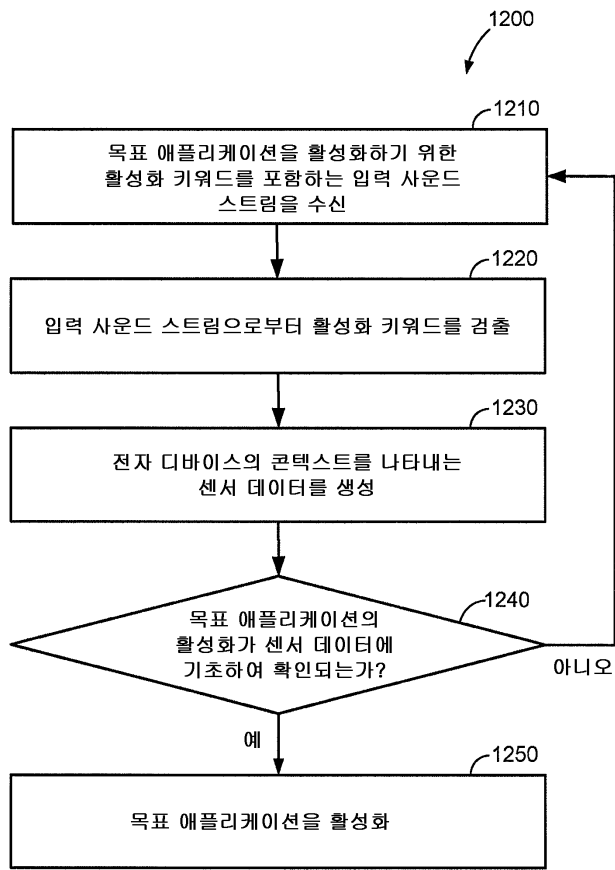 1200
1210
목표 애플리케이션을 활성화하기 위한
활성화 키워드를 포함하는 입력 사운드
스트림을 수신
1220
입력 사운드 스트림으로부터 활성화 키워드를 검출
1230
전자 디바이스의 콘텍스트를 나타내는
센서 데이터를 생성
1240
목표 애플리케이션의
활성화가 센서 데이터에
기초하여 확인되는가?
아니오
예
1250
목표 애플리케이션을 활성화